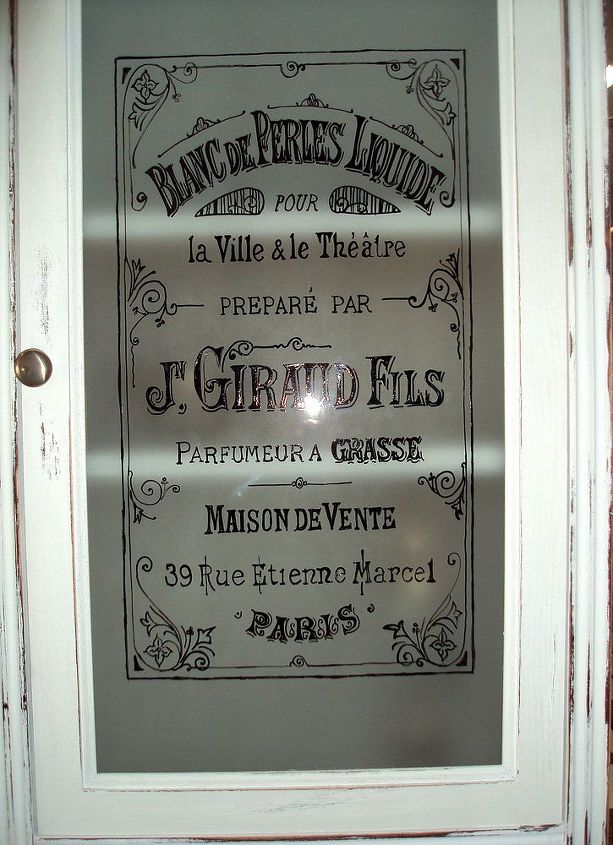 BLANC DE PERLES LIQUIDE
POUR
la Ville & le Théâtre
PREPARÉ PAR
Jn, GIRAUD FILS
PARFUMEUR A GRASSE
MAISON DE VENTE
39 Rue Etienne Marcel
PARIS